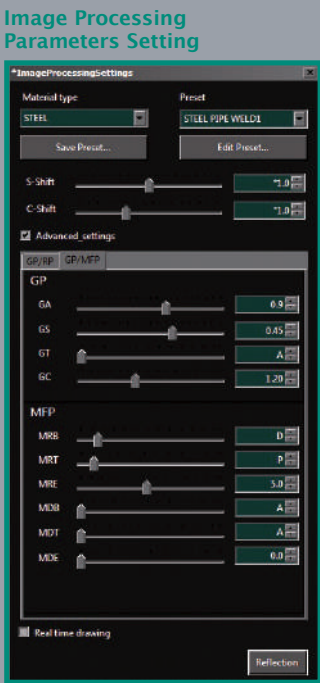 Image Processing
Parameters Setting
*ImageProcessingSettings
Material type Preset
STEEL STEEL PIPE WELD1
Save Preset... Edit Preset...
S-Shift *1.0
C-Shift *1.0
Advanced_settings
GP/RP GP/MFP
GP
GA 0.9
GS 0.45
GT A
GC 1.20
MFP
MRB D
MRT P
MRE 5.0
MDB A
MDT A
MDE 0.0
Real time drawing
Reflection